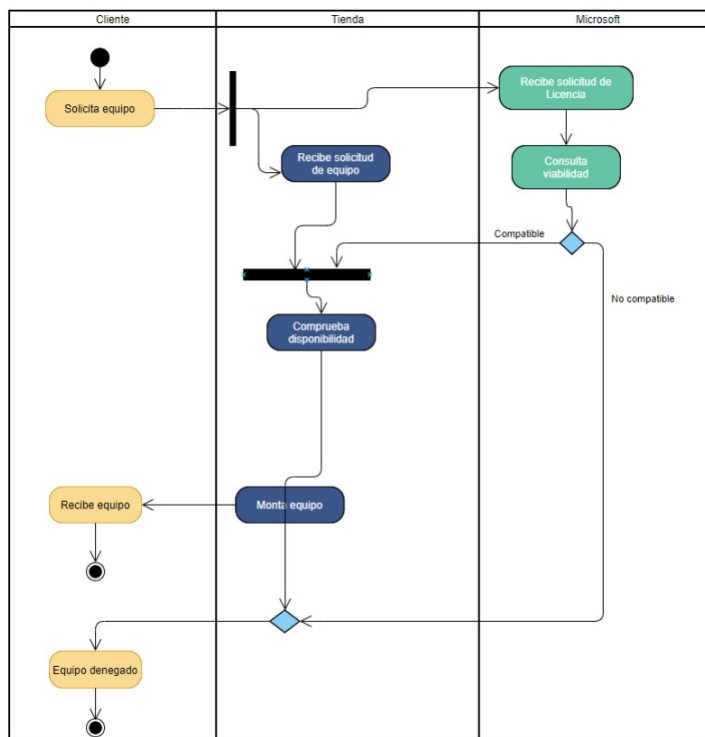 Cliente
Tienda
Microsoft
Solicita equipo
Recibe solicitud de
Licencia
Recibe solicitud
de equipo
Consulta
viabilidad
Compatible
No compatible
Comprueba
disponibilidad
Recibe equipo
Monta equipo
Equipo denegado